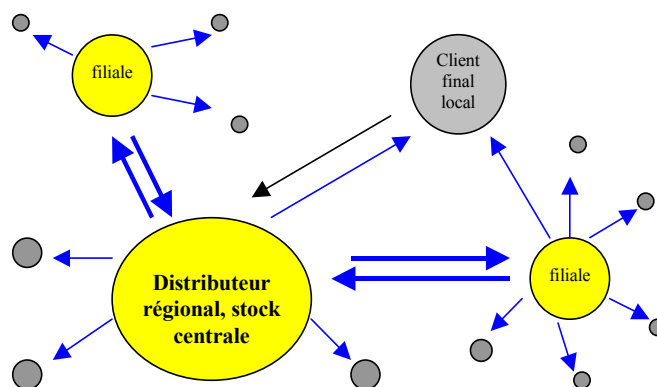 filiale
Client
final
local
Distributeur
régional, stock
centrale
filiale